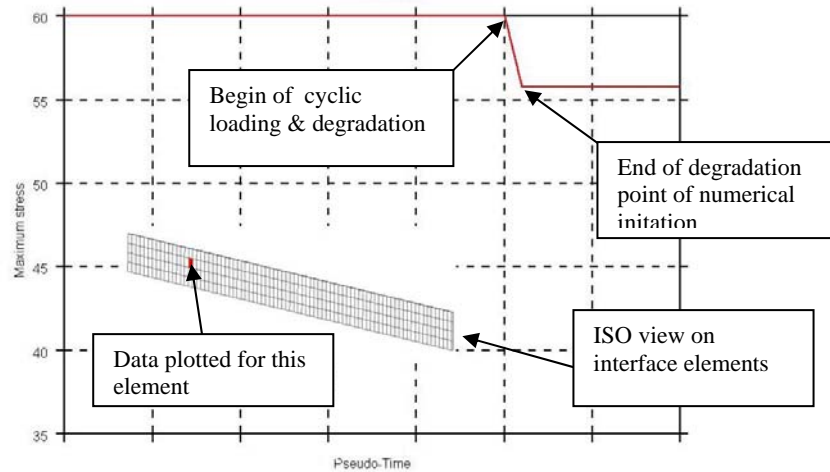 60
55
50
45
40
35
Maximum stress
Pseudo-Time
Begin of cyclic
loading & degradation
End of degradation
point of numerical
initation
Data plotted for this
element
ISO view on
interface elements